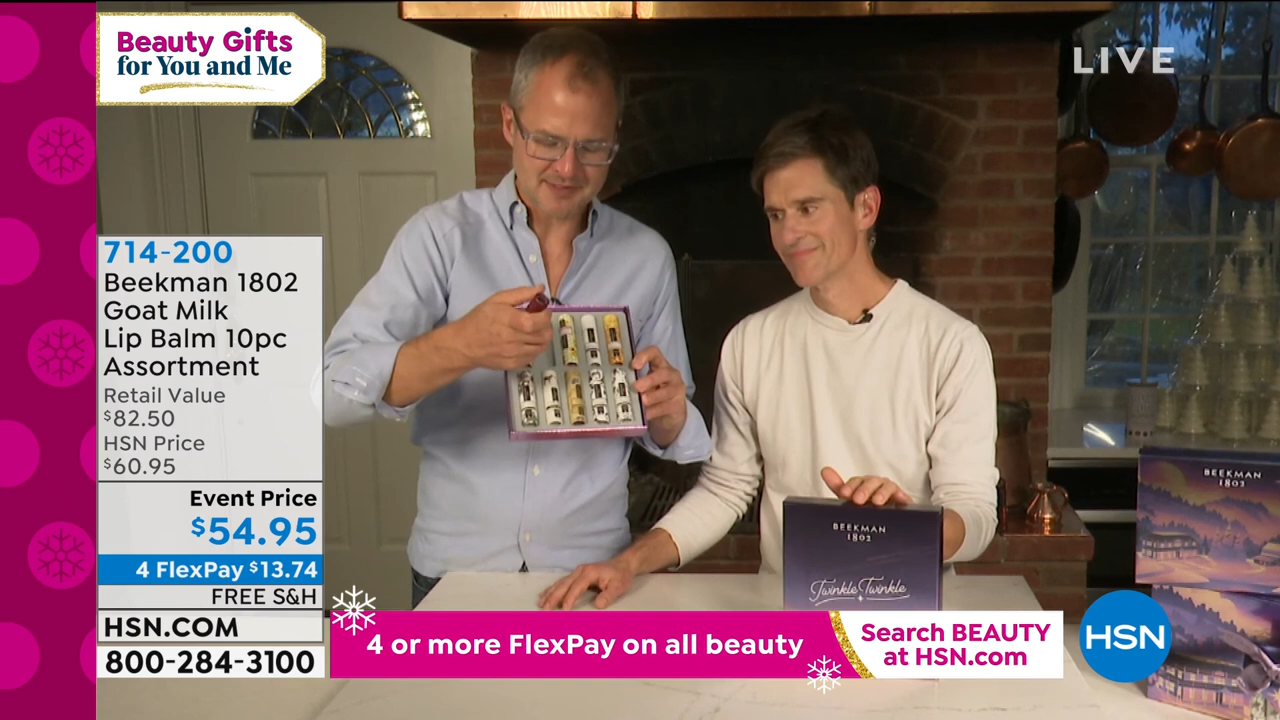 Beauty Gifts
for You and Me
LIVE
714-200
Beekman 1802
Goat Milk
Lip Balm 10pc
Assortment
Retail Value
$82.50
HSN Price
$60.95
Event Price
$54.95
4 FlexPay $13.74
FREE S&H
HSN.COM
800-284-3100
BEEKMAN
1802
Twinkle Twinkle
BEEKMAN
1802
4 or more FlexPay on all beauty
Search BEAUTY
at HSN.com
HSN